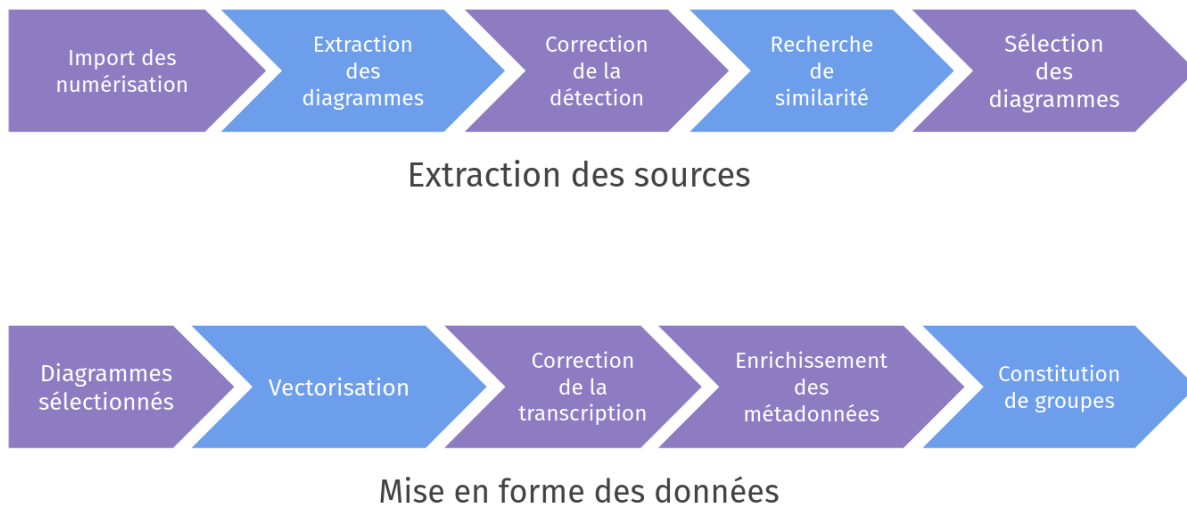 Import des
numérisation
Extraction
des
diagrammes
Correction
de la
détection
Recherche
de
similarité
Sélection
des
diagrammes
Extraction des sources
Diagrammes
sélectionnés
Vectorisation
Correction
de la
transcription
Enrichissement
des
métadonnées
Constitution
de groupes
Mise en forme des données